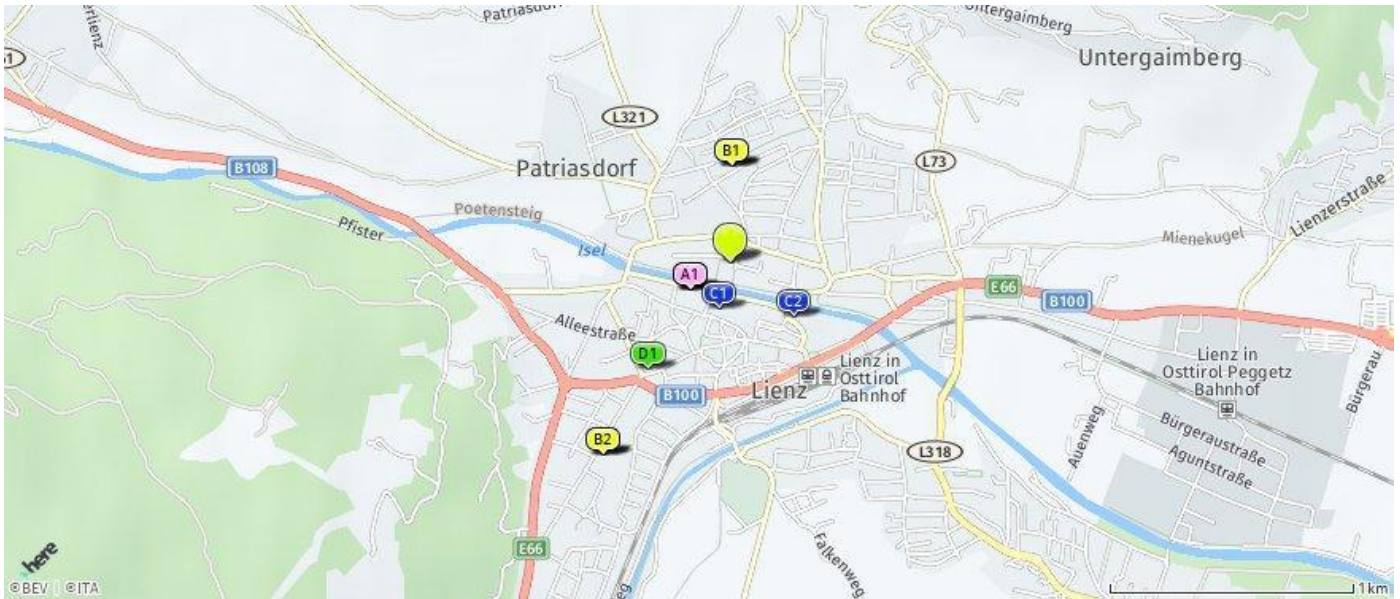 Patriasdorf
Untergaimberg
Untergaimberg
L321
B1
L73
B108
Patriasdorf
Lienzerstraße
Poetensteig
Pfister
Isel
Mienekugel
A1
C1
C2
E66
B100
Alleestraße
D1
Lienz in
Osttirol
Bahnhof
Lienz in
Osttirol Peggetz
Bahnhof
Bürgerau
B100
Lienz
B2
L318
Auenweg
Bürgeraustraße
Aguntstraße
E66
Falkenweg
here
©BEV | ©ITA
1 km